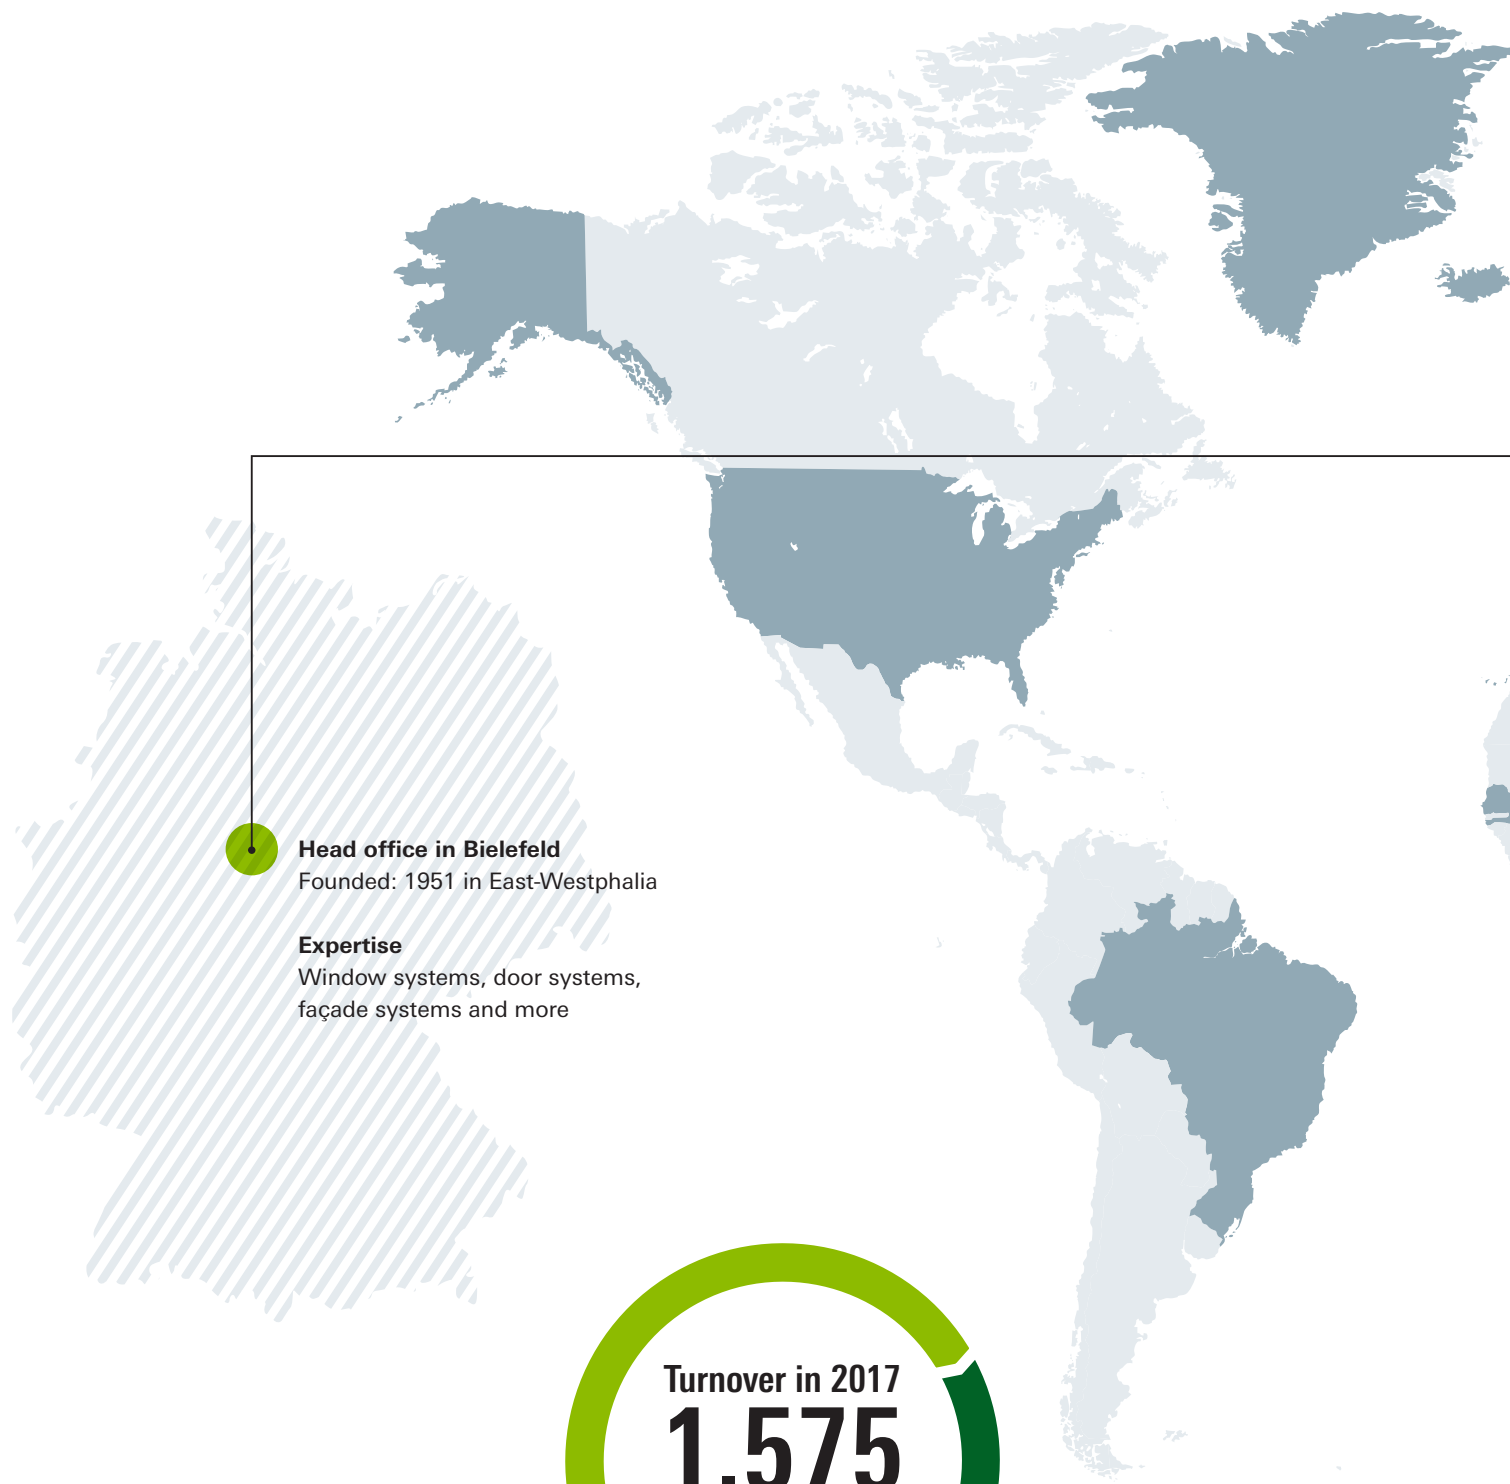 Head office in Bielefeld
Founded: 1951 in East-Westphalia
Expertise
Window systems, door systems,
façade systems and more
Turnover in 2017
1.575